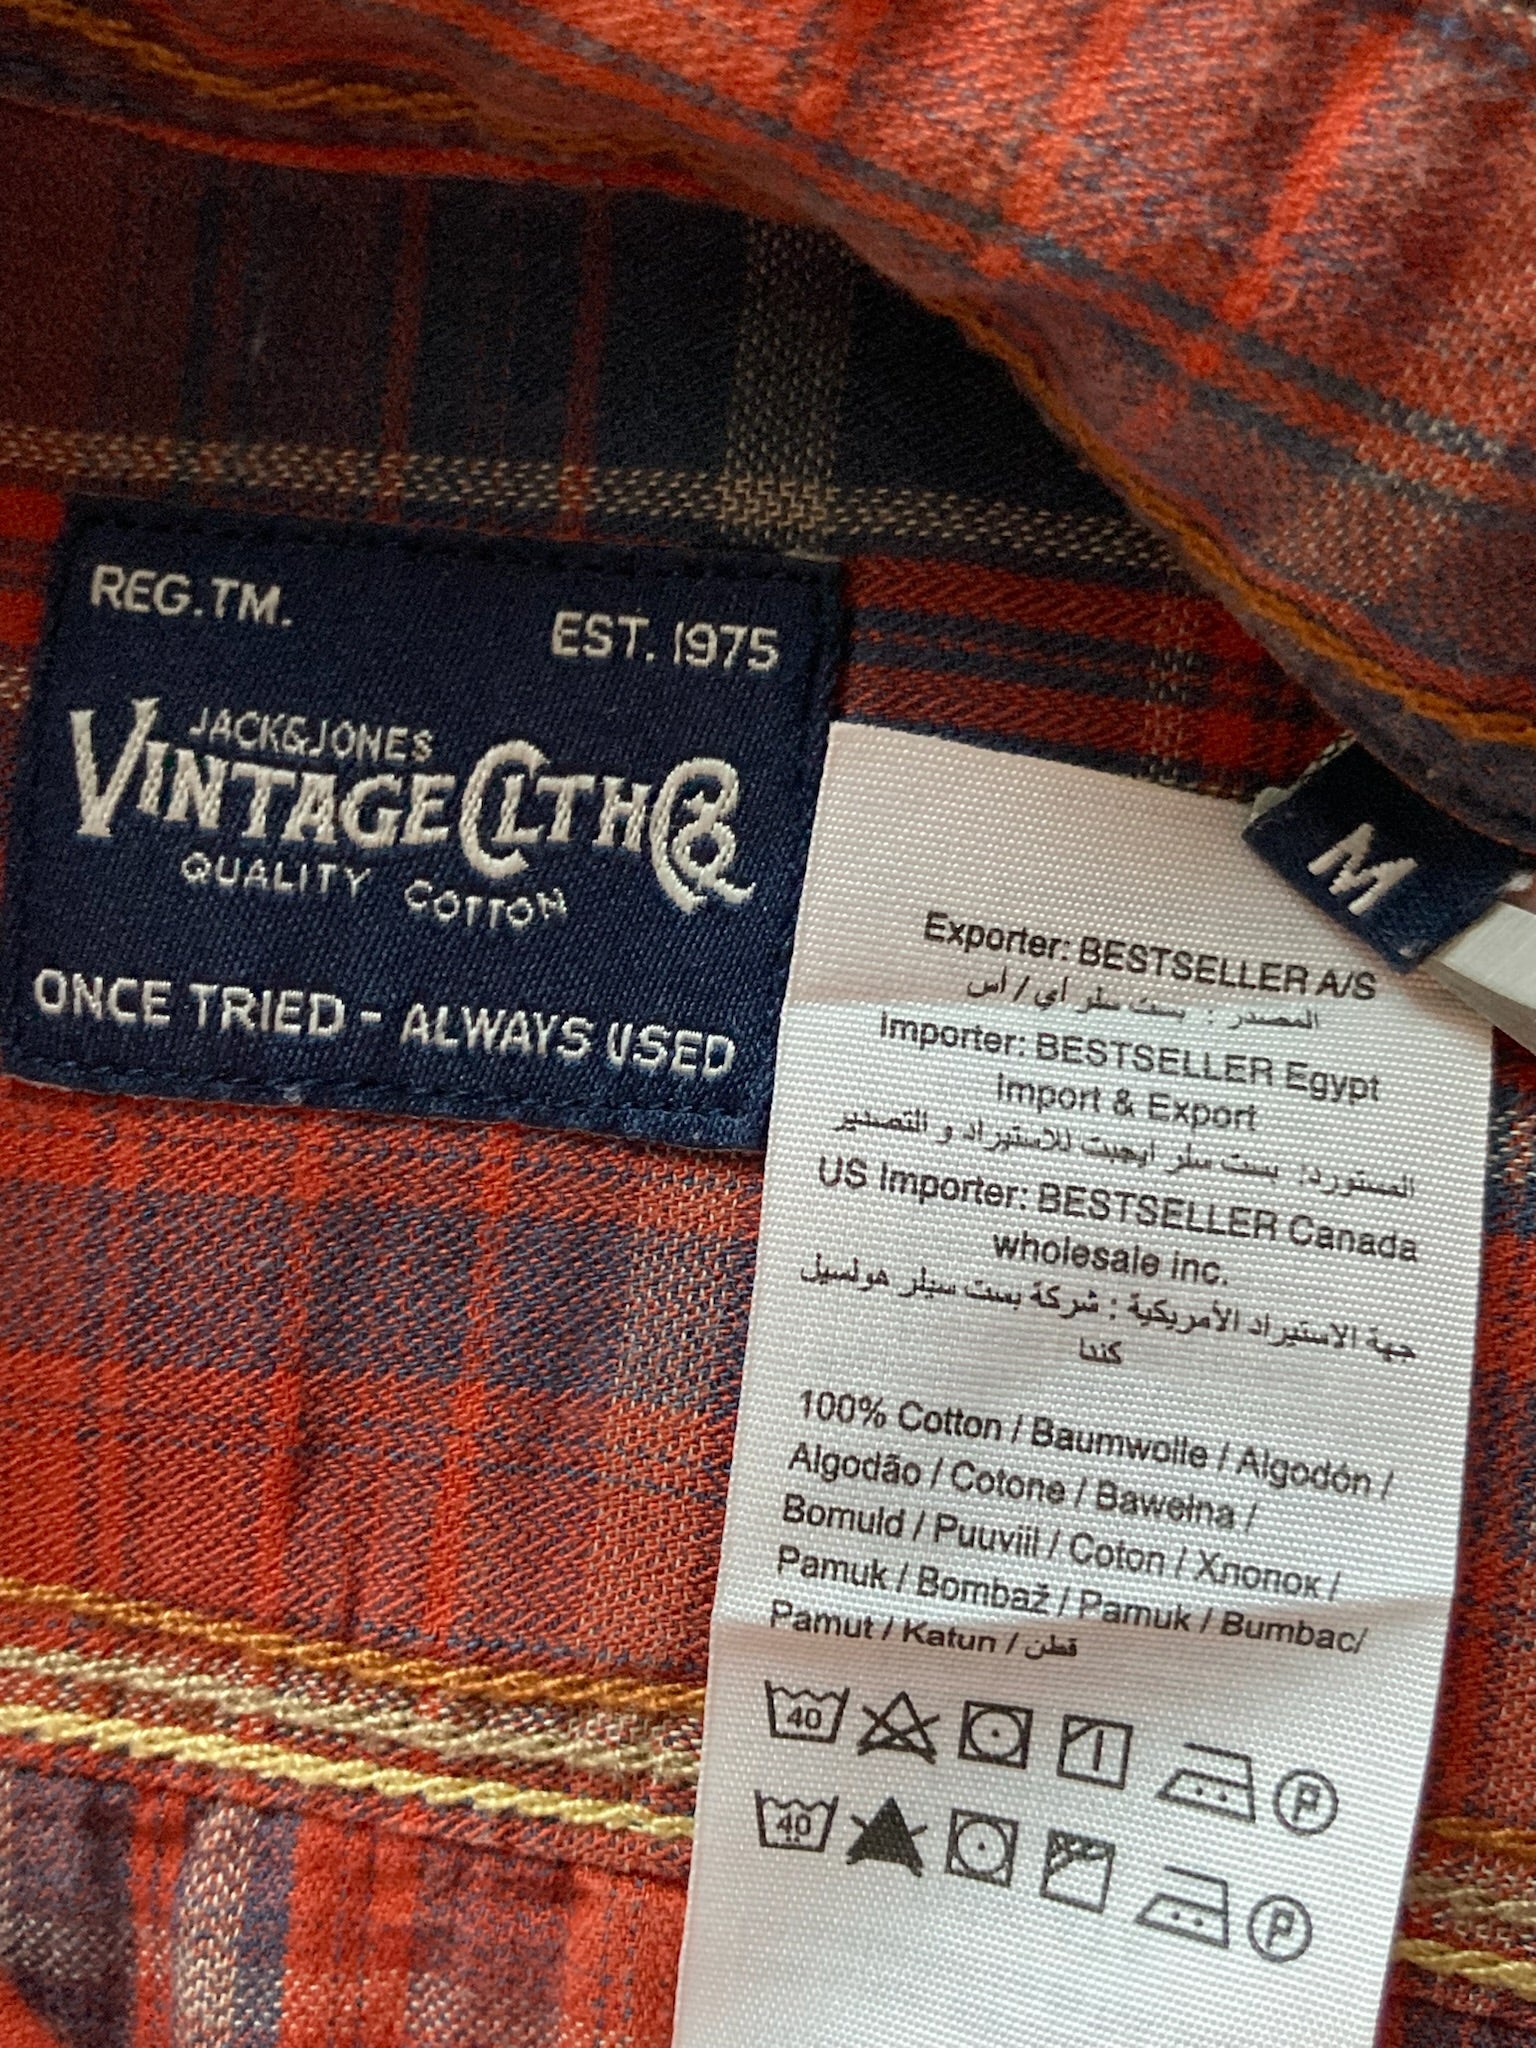 REG.TM.
EST. 1975
JACK&JONES
VINTAGE CLTH Co
QUALITY COTTON
ONCE TRIED - ALWAYS USED
M
Exporter: BESTSELLER A/S
المصدر : بست سلر أي / أس
Importer: BESTSELLER Egypt
Import & Export
المستورد: بست سلر ايجيبت للاستيراد و التصدير
US Importer: BESTSELLER Canada
wholesale inc.
جهة الاستيراد الأمريكية : شركة بست سيلر هولسيل
كندا
100% Cotton / Baumwolle / Algodón /
Algodão / Cotone / Bawełna /
Bomuld / Puuvill / Coton / Хлопок /
Pamuk / Bombaž / Pamuk / Bumbac/
Pamut / Katun / قطن
40
P
40
P